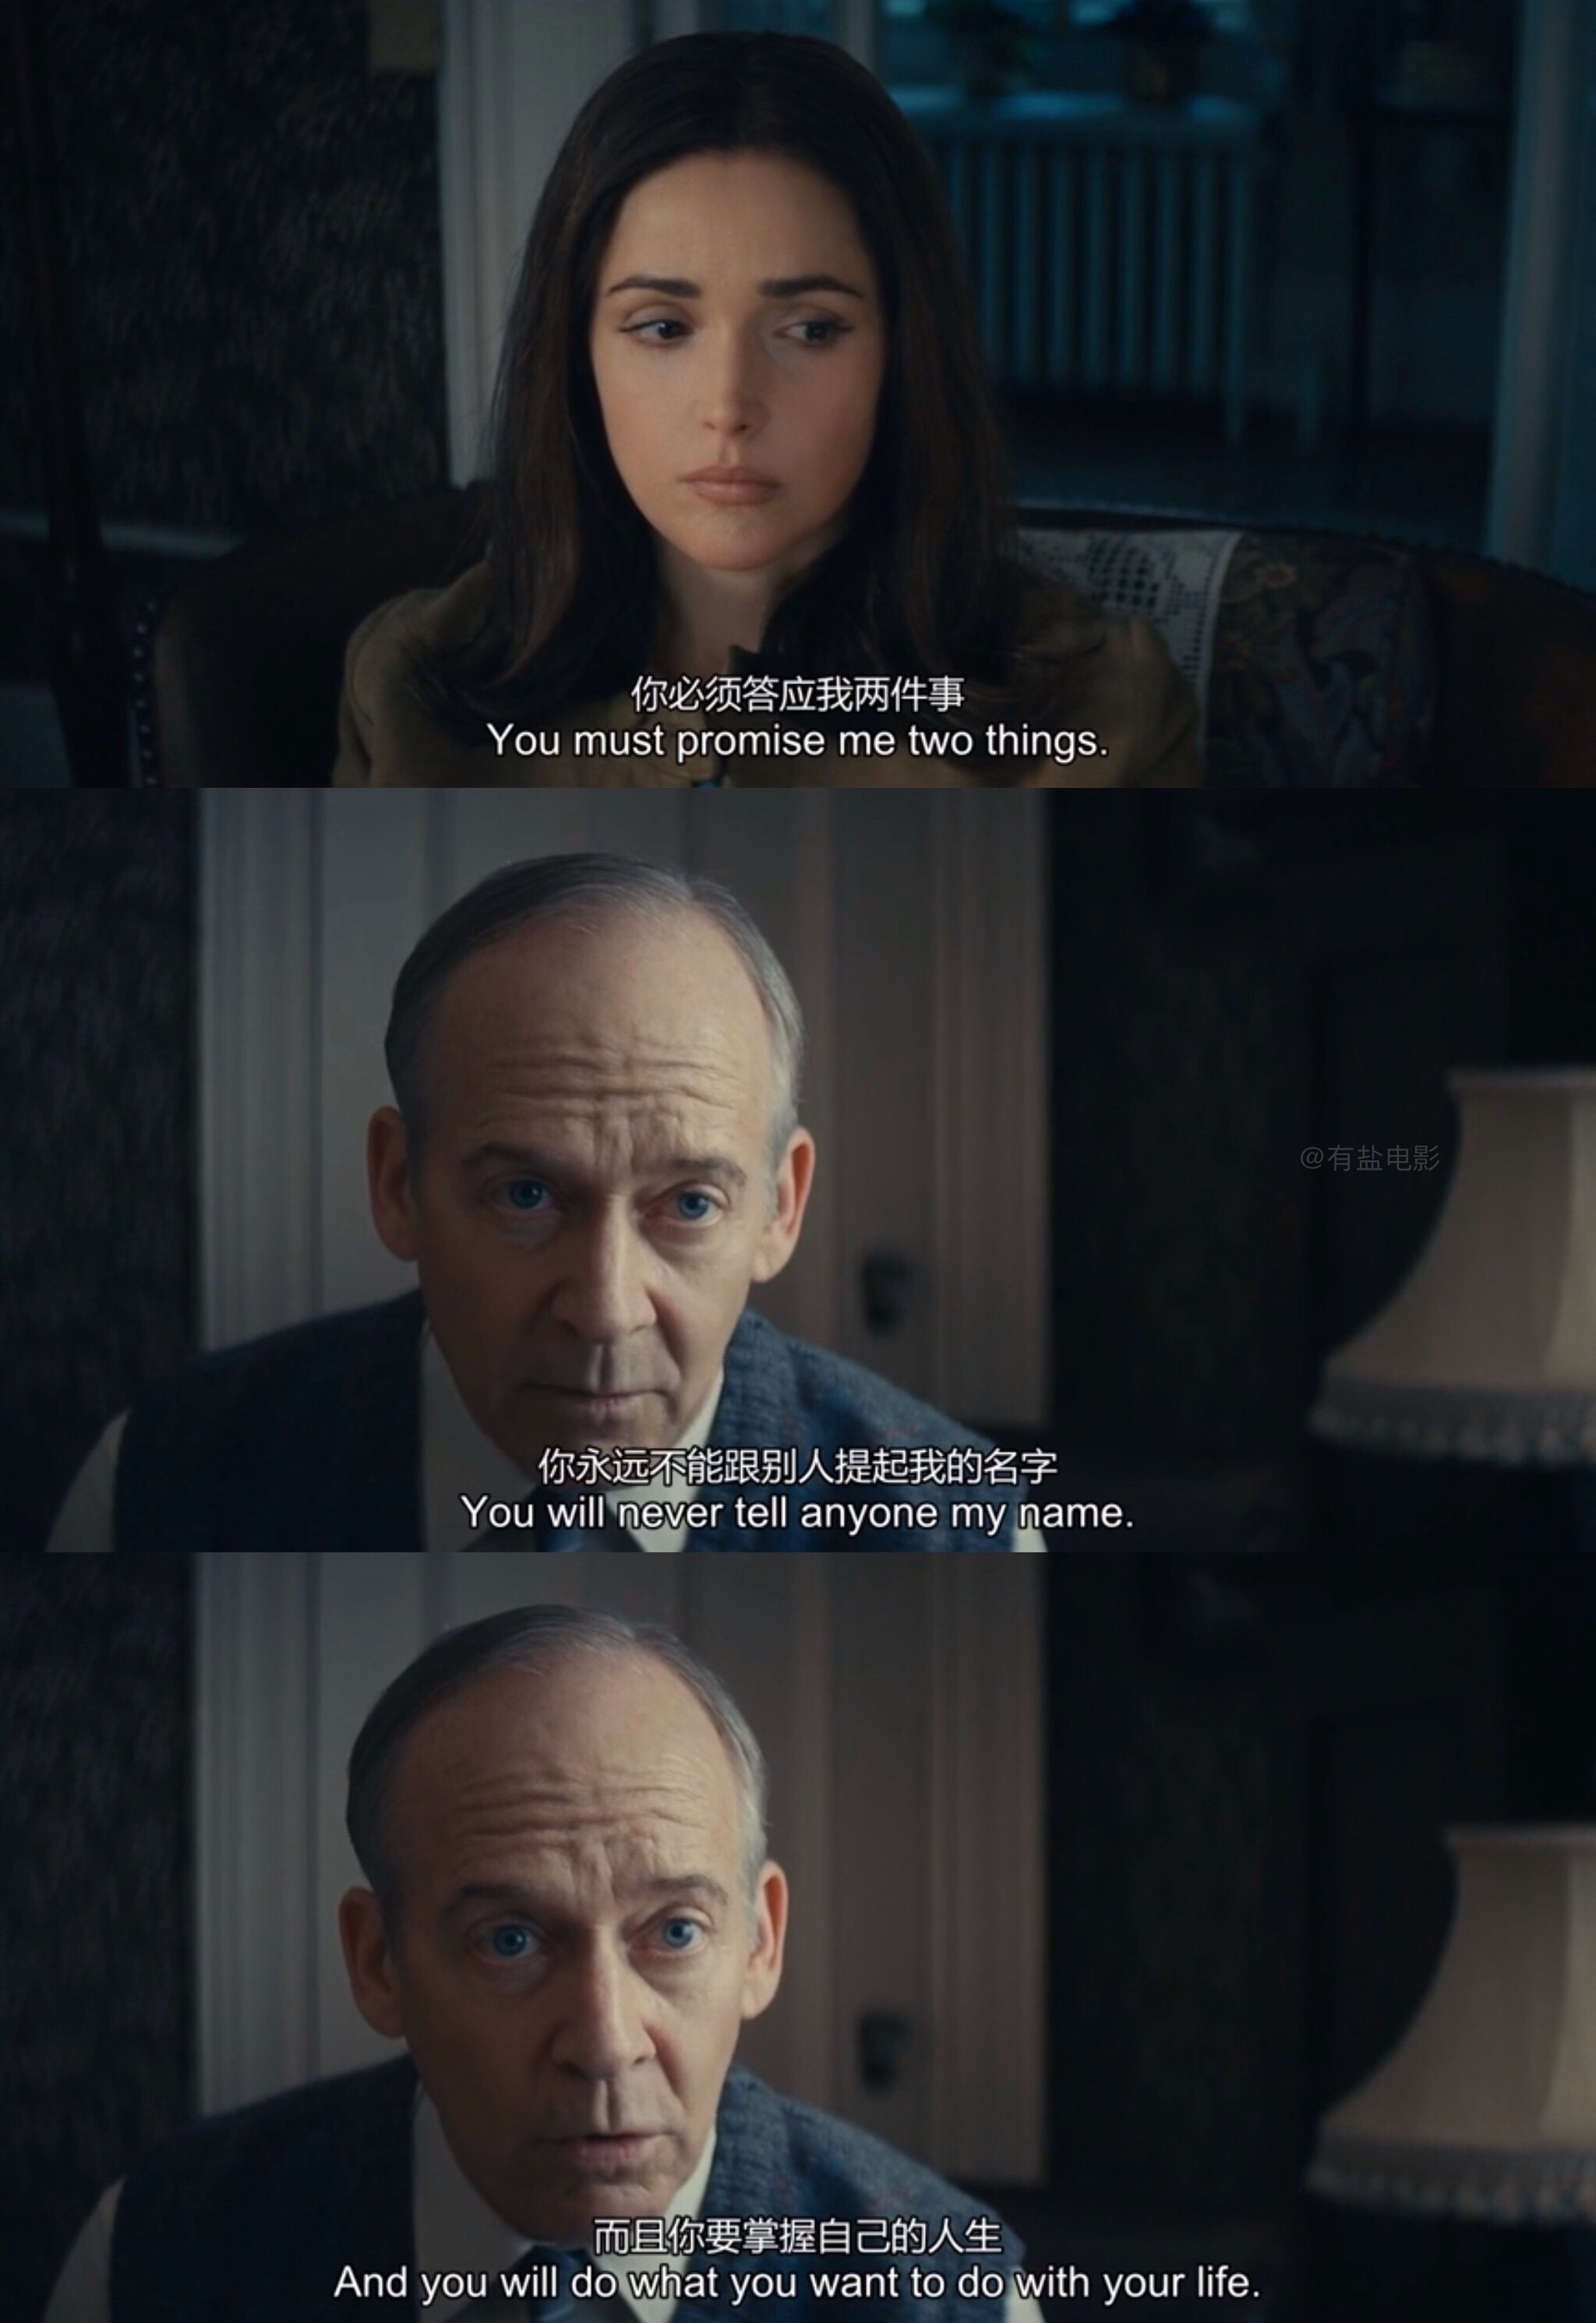 你必须答应我两件事
You must promise me two things.
@有盐电影
你永远不能跟别人提起我的名字
You will never tell anyone my name.
而且你要掌握自己的人生
And you will do what you want to do with your life.